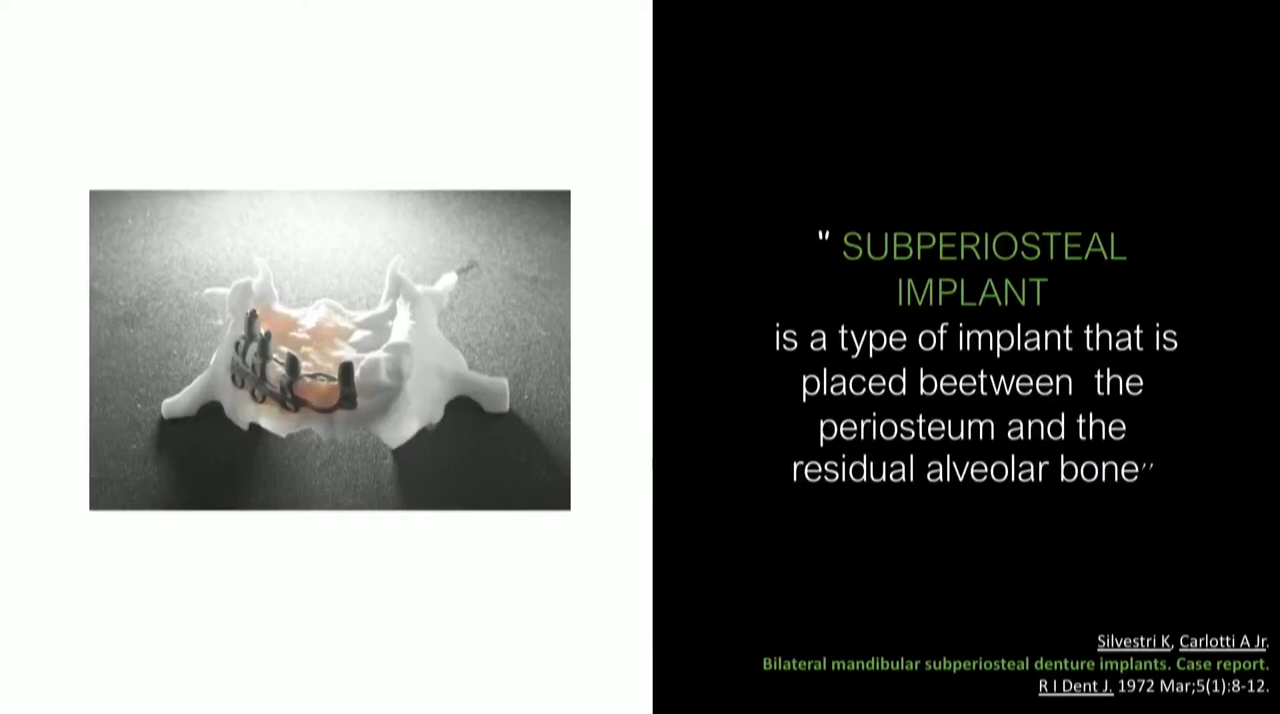 " SUBPERIOSTEAL
IMPLANT
is a type of implant that is
placed beetween the
periosteum and the
residual alveolar bone’’
Silvestri K, Carlotti A Jr.
Bilateral mandibular subperiosteal denture implants. Case report.
R I Dent J. 1972 Mar;5(1):8-12.